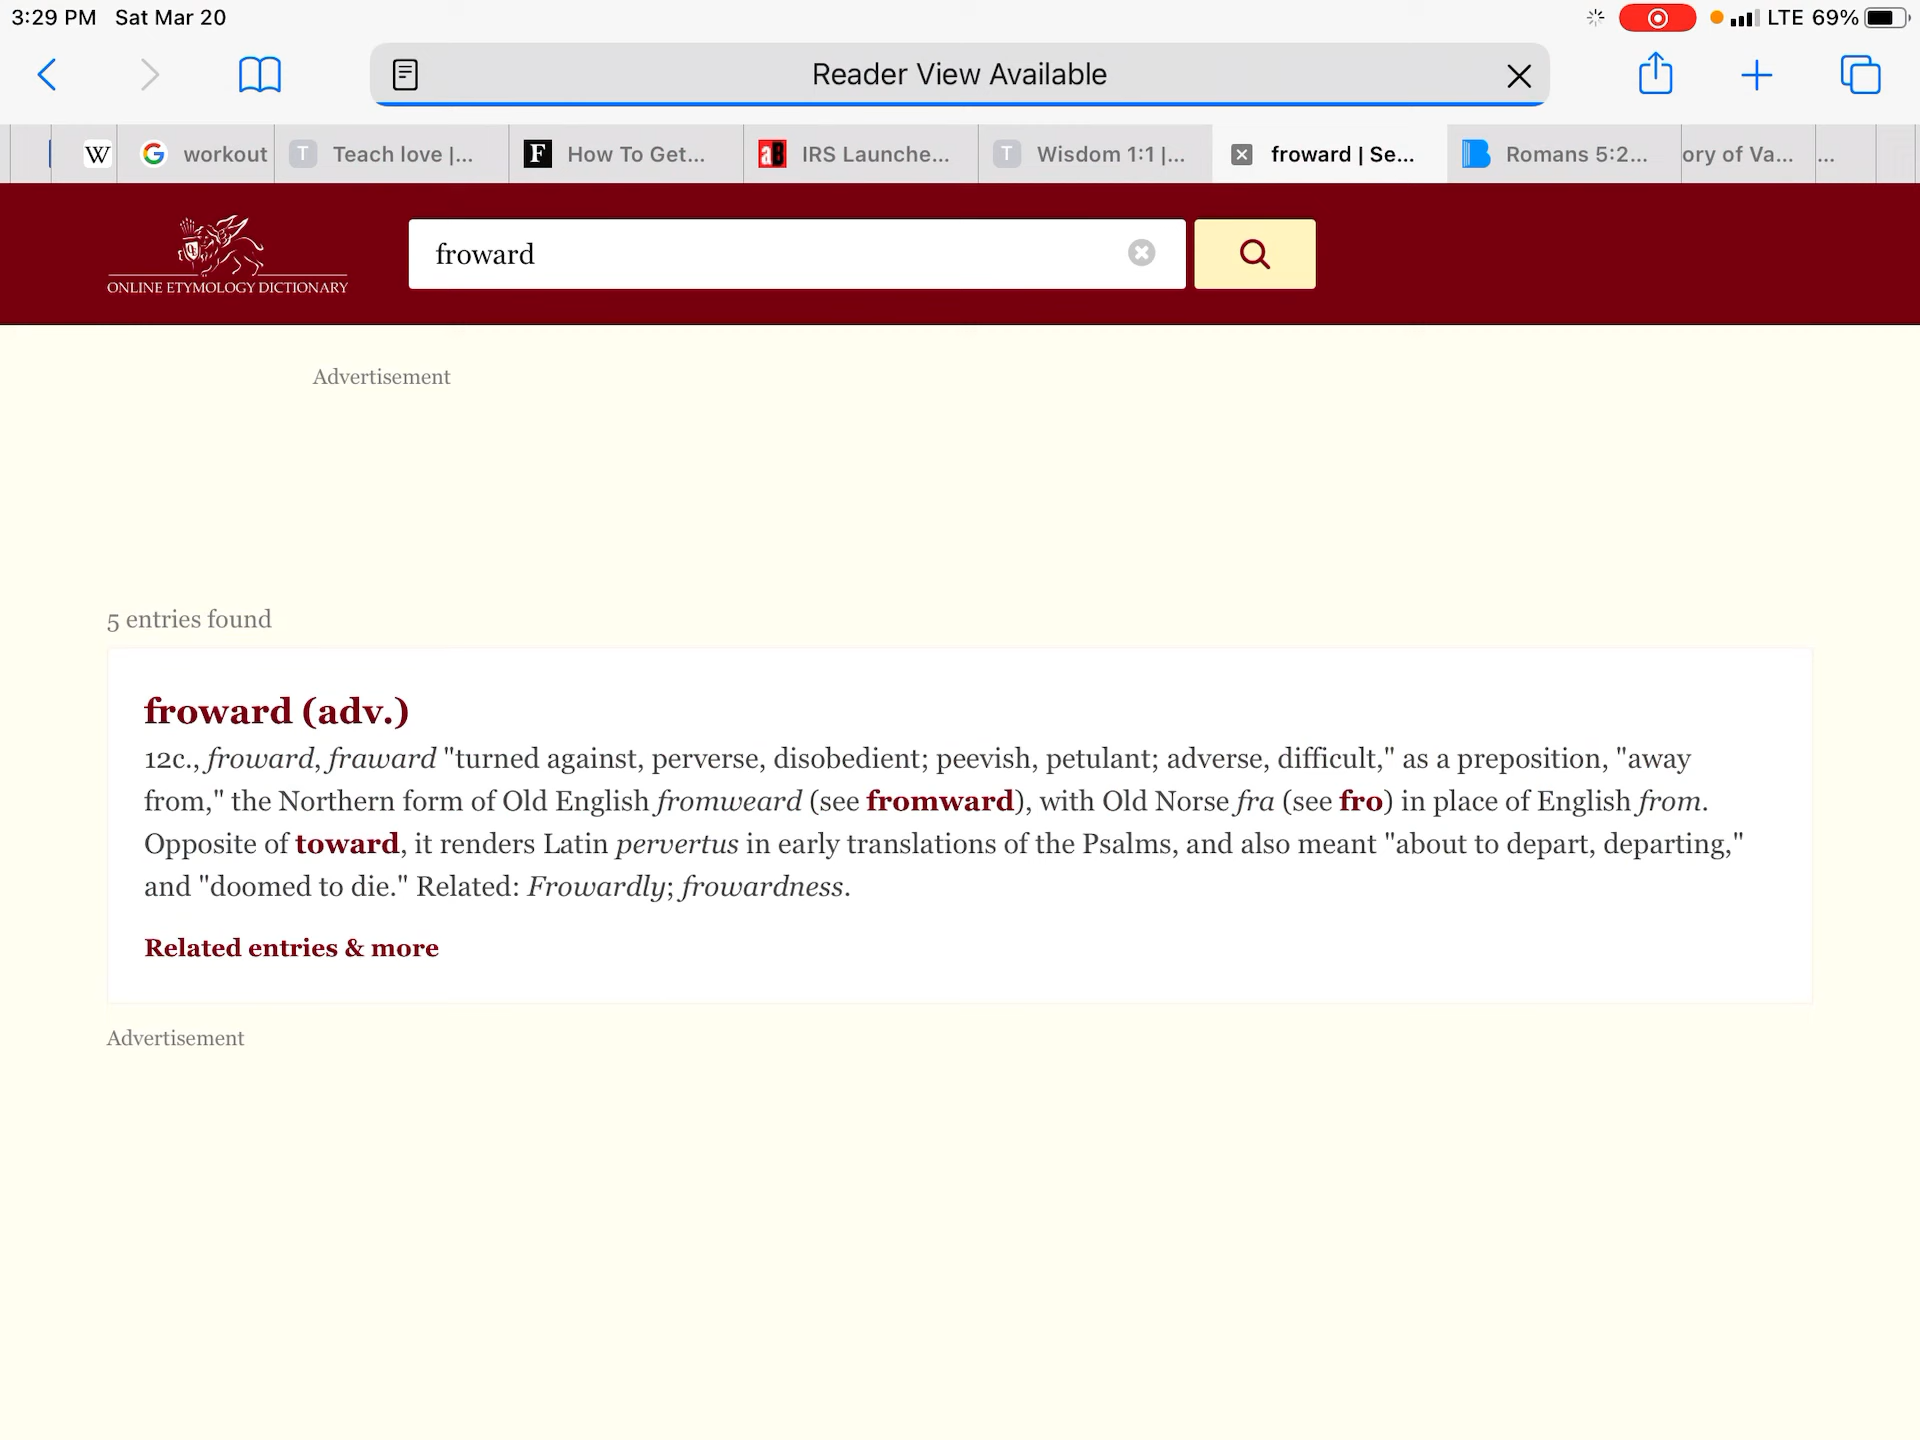 3:29 PM Sat Mar 20
LTE 69%
Reader View Available
W
workout
T Teach love |...
F How To Get...
aB IRS Launche...
T Wisdom 1:1 |...
froward | Se...
Romans 5:2...
ory of Va...
...
ONLINE ETYMOLOGY DICTIONARY
froward
Advertisement
5 entries found
froward (adv.)
12c., froward, fraward "turned against, perverse, disobedient; peevish, petulant; adverse, difficult," as a preposition, "away
from," the Northern form of Old English fromweard (see fromward), with Old Norse fra (see fro) in place of English from.
Opposite of toward, it renders Latin pervertus in early translations of the Psalms, and also meant "about to depart, departing,"
and "doomed to die." Related: Frowardly; frowardness.
Related entries & more
Advertisement